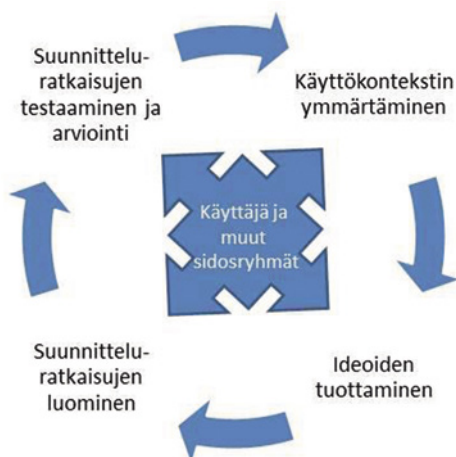 Suunnittelu-
ratkaisujen
testaaminen ja
arviointi
Käyttökontekstin
ymmärtäminen
Käyttäjä ja
muut
sidosryhmät
Suunnittelu-
ratkaisujen
luominen
Ideoiden
tuottaminen